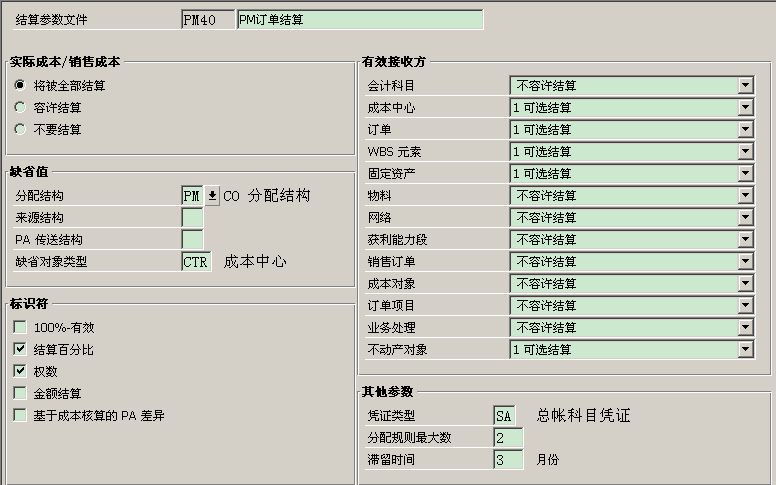 结算参数文件 PM40 PM订单结算
实际成本/销售成本
将被全部结算
容许结算
不要结算
缺省值
分配结构 PM CO 分配结构
来源结构
PA 传送结构
缺省对象类型 CTR 成本中心
标识符
100%-有效
结算百分比
权数
金额结算
基于成本核算的 PA 差异
有效接收方
会计科目 不容许结算
成本中心 1 可选结算
订单 1 可选结算
WBS 元素 1 可选结算
固定资产 1 可选结算
物料 不容许结算
网络 不容许结算
获利能力段 不容许结算
销售订单 不容许结算
成本对象 不容许结算
订单项目 不容许结算
业务处理 不容许结算
不动产对象 1 可选结算
其他参数
凭证类型 SA 总帐科目凭证
分配规则最大数 2
滞留时间 3 月份